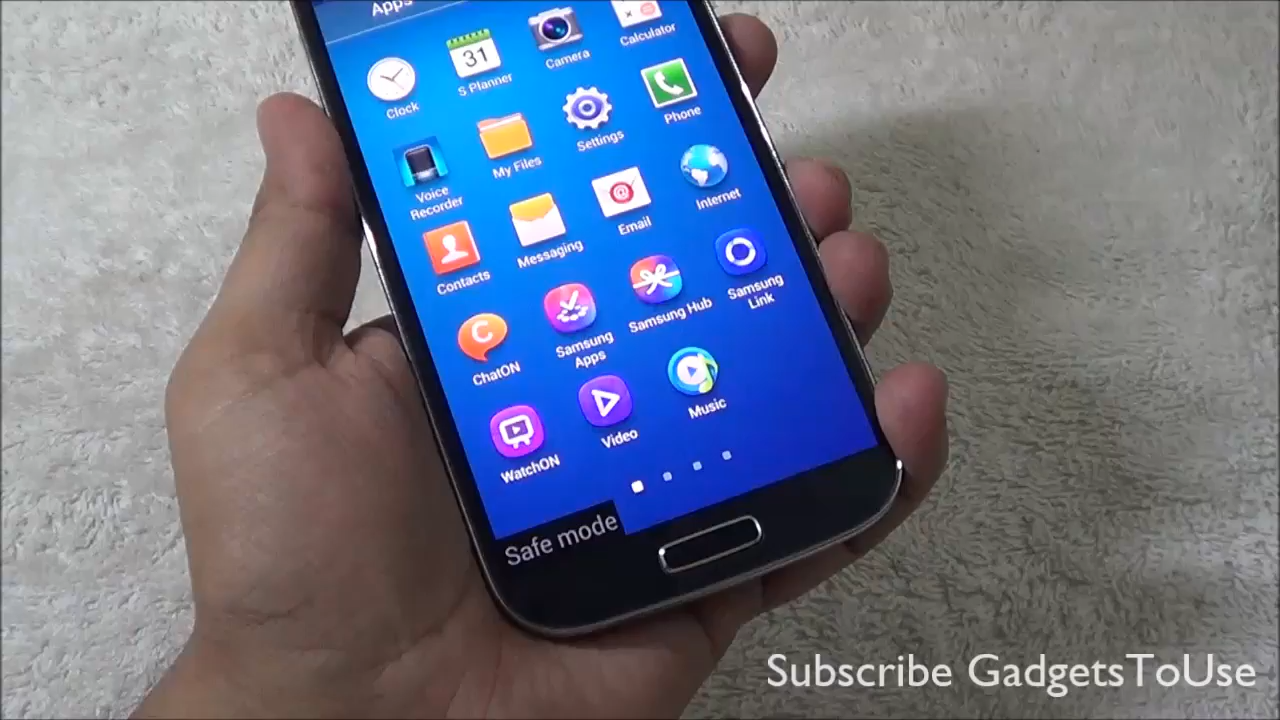 Apps
Clock
S Planner
Camera
Calculator
31
Voice
Recorder
My Files
Settings
Phone
Contacts
Messaging
Email
@
Internet
C
ChatON
Samsung
Apps
Samsung Hub
Samsung
Link
WatchON
Video
Music
Safe mode
Subscribe GadgetsToUse